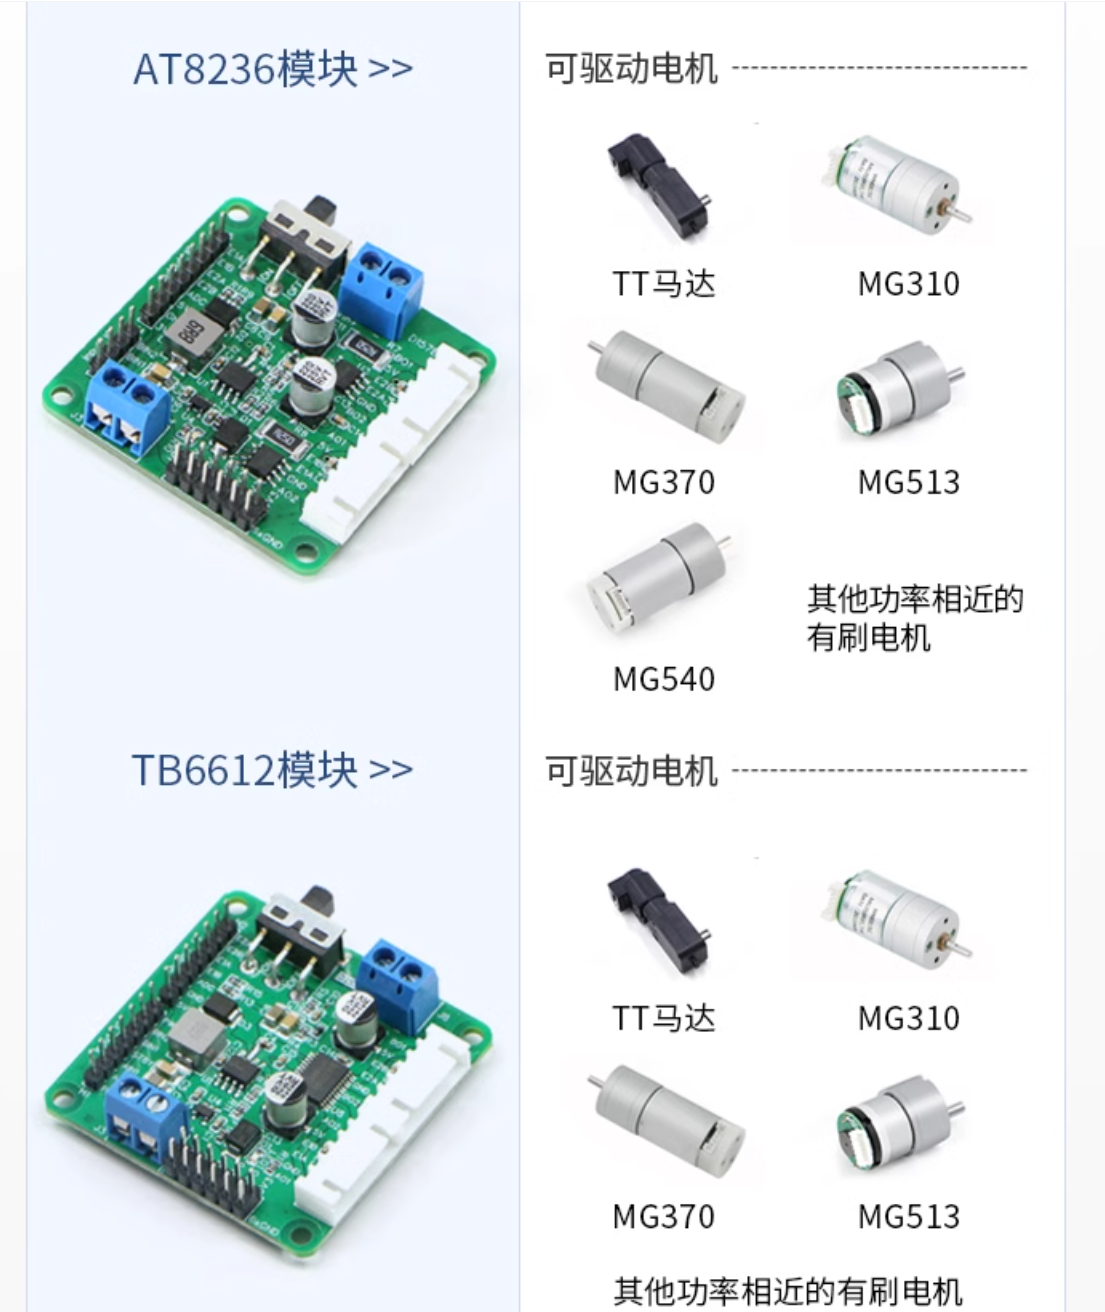 AT8236模块 >>
可驱动电机
TT马达
MG310
MG370
MG513
MG540
其他功率相近的
有刷电机
TB6612模块 >>
可驱动电机
TT马达
MG310
MG370
MG513
其他功率相近的有刷电机